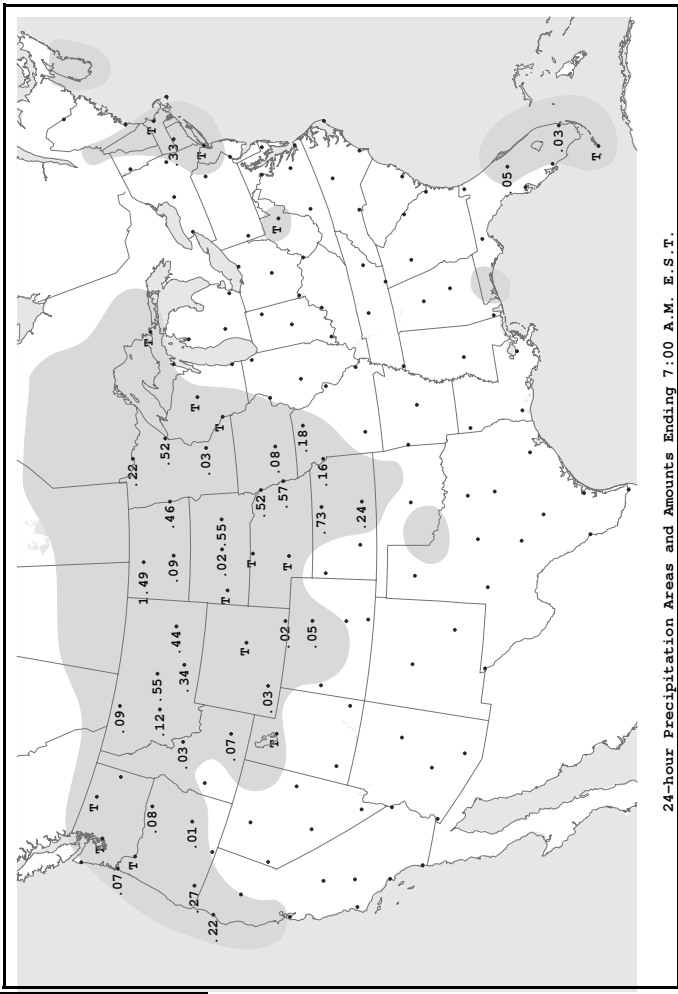 T
T
.07
.09
T
.22
1.49
T
T
.08
.12
.55
.52
.46
.09
.33
.44
.03
.34
.27
.01
T
T
.03
.22
.02
.55
T
T
.07
T
T
.52
.03
.08
T
T
.57
.02
T
.18
.05
.73
.16
.24
.05
.03
T
24-hour Precipitation Areas and Amounts Ending 7:00 A.M. E.S.T.